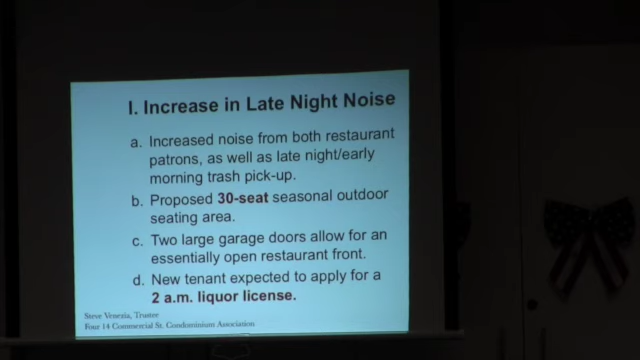 I. Increase in Late Night Noise
a. Increased noise from both restaurant
patrons, as well as late night/early
morning trash pick-up.
b. Proposed 30-seat seasonal outdoor
seating area.
c. Two large garage doors allow for an
essentially open restaurant front.
d. New tenant expected to apply for a
2 a.m. liquor license.
Steve Venezia, Trustee
Four 14 Commercial St. Condominium Association